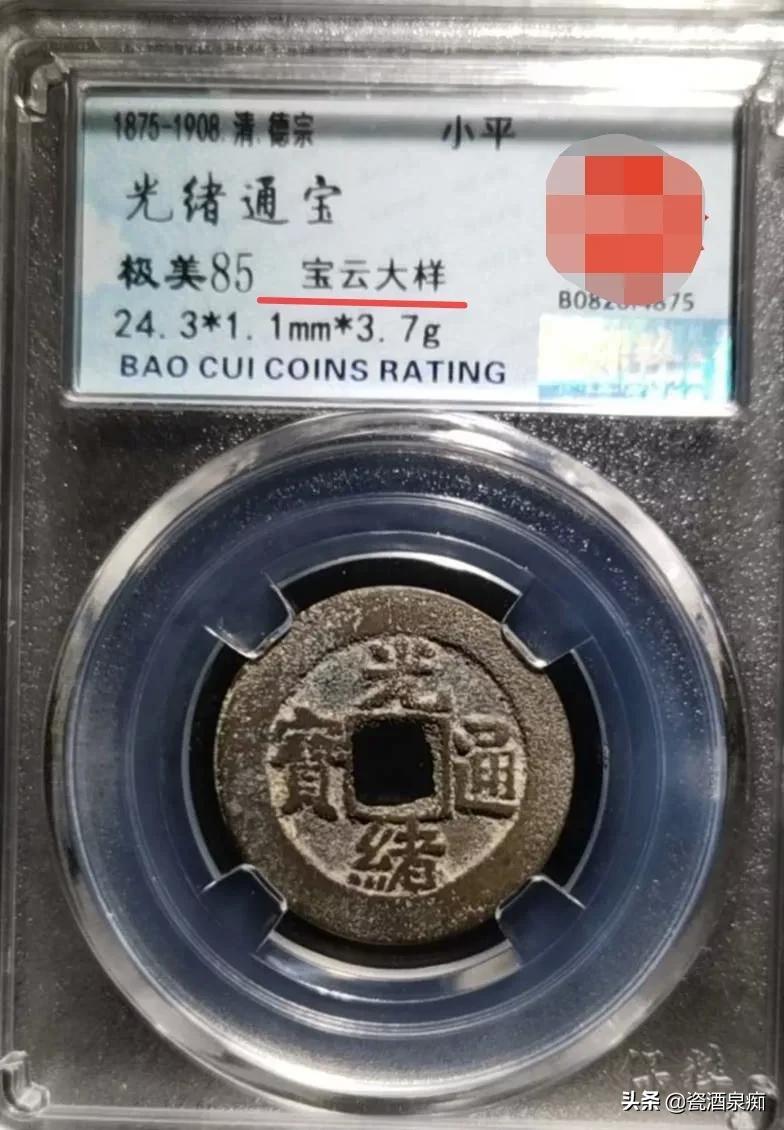 1875-1908.清.德宗 小平
光绪通宝
极美85 宝云大样
24.3*1.1mm*3.7g
BAO CUI COINS RATING
光
寳 通
緒
头条 @瓷酒泉痴